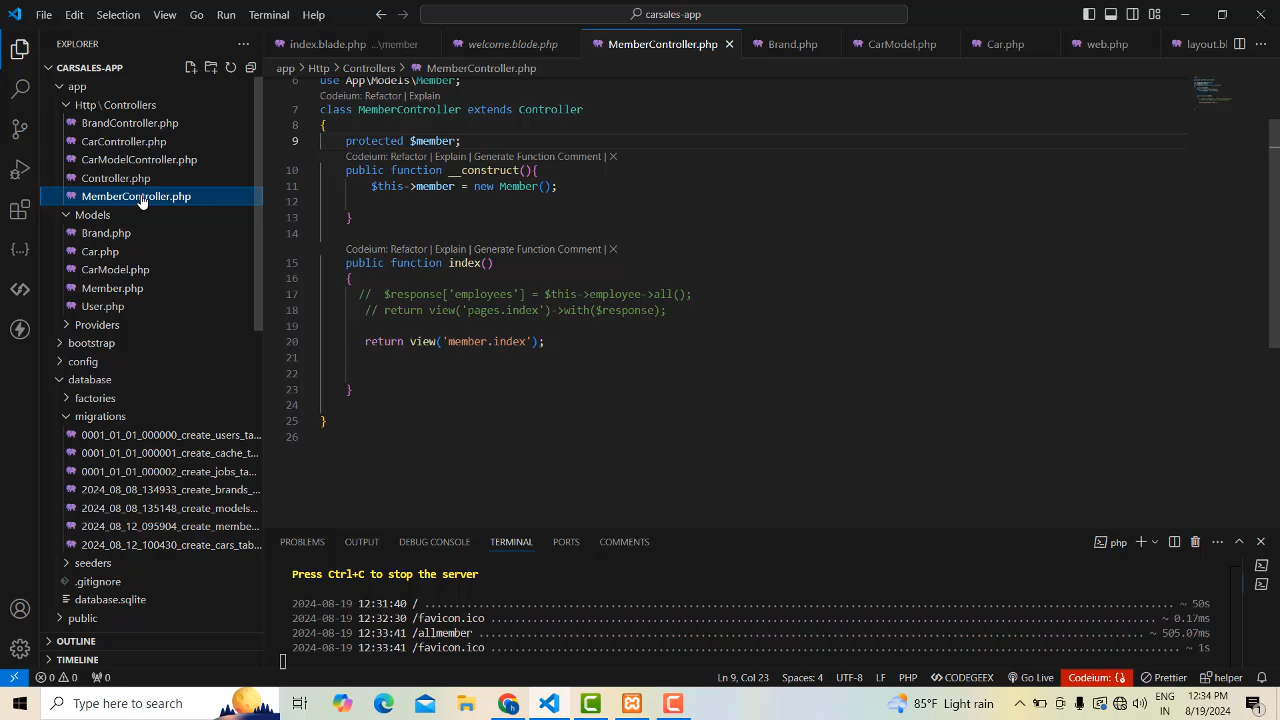 File Edit Selection View Go Run Terminal Help
carsales-app
EXPLORER
index.blade.php ...\member
welcome.blade.php
MemberController.php
Brand.php
CarModel.php
Car.php
web.php
layout.bl
CARSALES-APP
app > Http > Controllers > MemberController.php
app
Http \ Controllers
BrandController.php
CarController.php
CarModelController.php
Controller.php
MemberController.php
Models
Brand.php
Car.php
CarModel.php
Member.php
User.php
Providers
bootstrap
config
database
factories
migrations
0001_01_01_000000_create_users_ta...
0001_01_01_000001_create_cache_t...
0001_01_01_000002_create_jobs_ta...
2024_08_08_134933_create_brands_...
2024_08_08_135148_create_models...
2024_08_12_095904_create_membe...
2024_08_12_100430_create_cars_tab...
seeders
.gitignore
database.sqlite
public
OUTLINE
TIMELINE
6 use App\Models\Member;
Codeium: Refactor | Explain
7 class MemberController extends Controller
8 {
9 protected $member;
Codeium: Refactor | Explain | Generate Function Comment | ×
10 public function __construct(){
11 $this->member = new Member();
12
13 }
14
Codeium: Refactor | Explain | Generate Function Comment | ×
15 public function index()
16 {
17 // $response['employees'] = $this->employee->all();
18 // return view('pages.index')->with($response);
19
20 return view('member.index');
21
22
23 }
24
25 }
26
PROBLEMS OUTPUT DEBUG CONSOLE TERMINAL PORTS COMMENTS
php
Press Ctrl+C to stop the server
2024-08-19 12:31:40 / ........ ~ 50s
2024-08-19 12:32:30 /favicon.ico ........ ~ 0.17ms
2024-08-19 12:33:41 /allmember ........ ~ 505.07ms
2024-08-19 12:33:41 /favicon.ico ........ ~ 1s
0 0 0
Ln 9, Col 23 Spaces: 4 UTF-8 LF PHP CODEGEEX Go Live Codeium: {} Prettier helper
Type here to search
85°F Light rain
ENG
IN
12:34 PM
8/19/2024